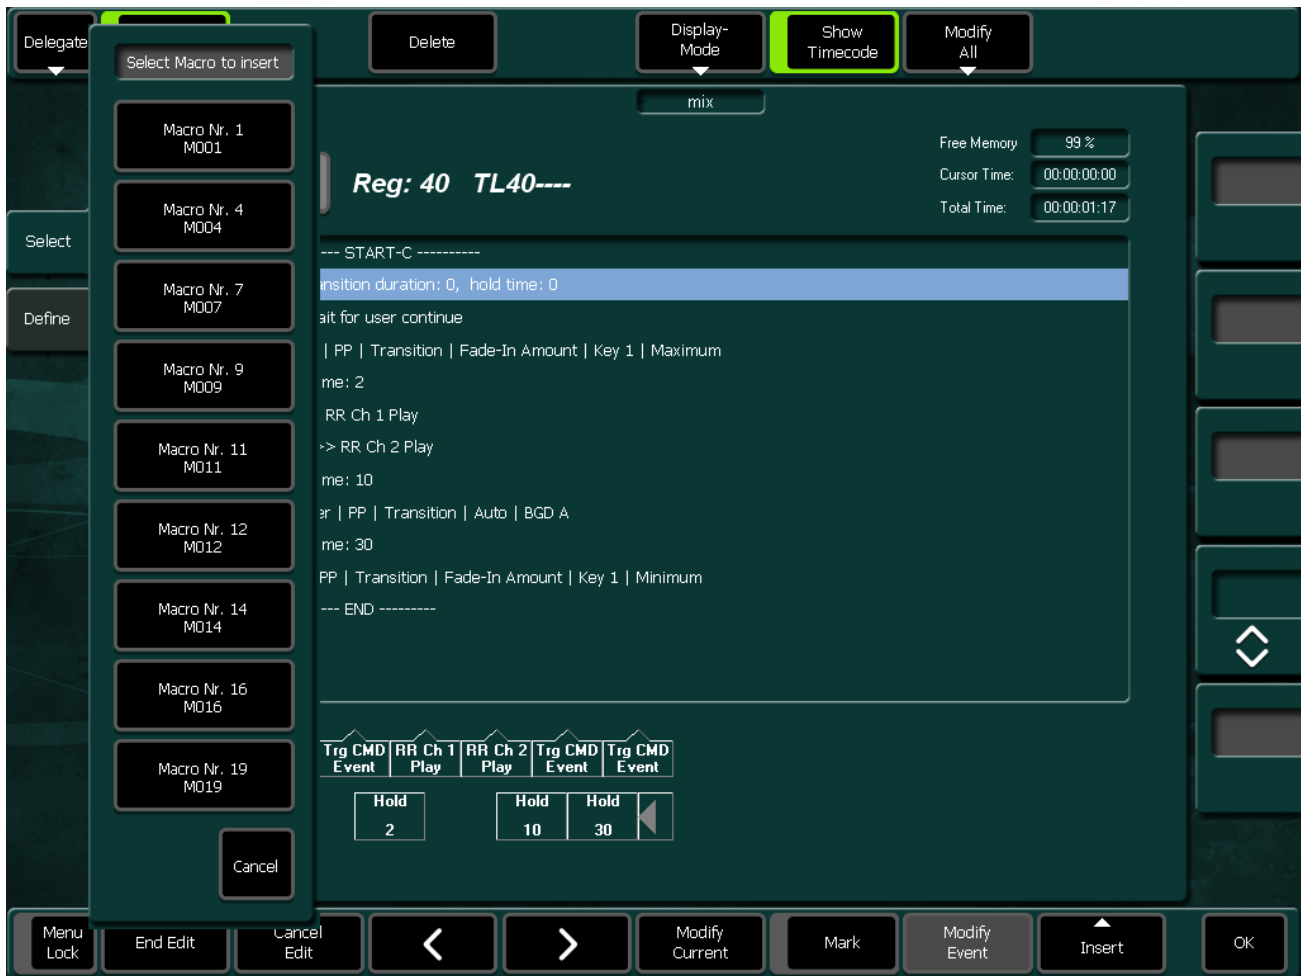 Delegate
Delete
Display-
Mode
Show
Timecode
Modify
All
Select Macro to insert
mix
Macro Nr. 1
M001
Macro Nr. 4
M004
Macro Nr. 7
M007
Macro Nr. 9
M009
Macro Nr. 11
M011
Macro Nr. 12
M012
Macro Nr. 14
M014
Macro Nr. 16
M016
Macro Nr. 19
M019
Cancel
Select
Define
Reg: 40 TL40----
Free Memory 99 %
Cursor Time: 00:00:00:00
Total Time: 00:00:01:17
--- START-C ----------
ansition duration: 0, hold time: 0
ait for user continue
| PP | Transition | Fade-In Amount | Key 1 | Maximum
me: 2
RR Ch 1 Play
>> RR Ch 2 Play
me: 10
er | PP | Transition | Auto | BGD A
me: 30
PP | Transition | Fade-In Amount | Key 1 | Minimum
--- END ---------
Trg CMD
Event
RR Ch 1
Play
RR Ch 2
Play
Trg CMD
Event
Trg CMD
Event
Hold
2
Hold
10
Hold
30
Menu
Lock
End Edit
Cancel
Edit
Modify
Current
Mark
Modify
Event
Insert
OK